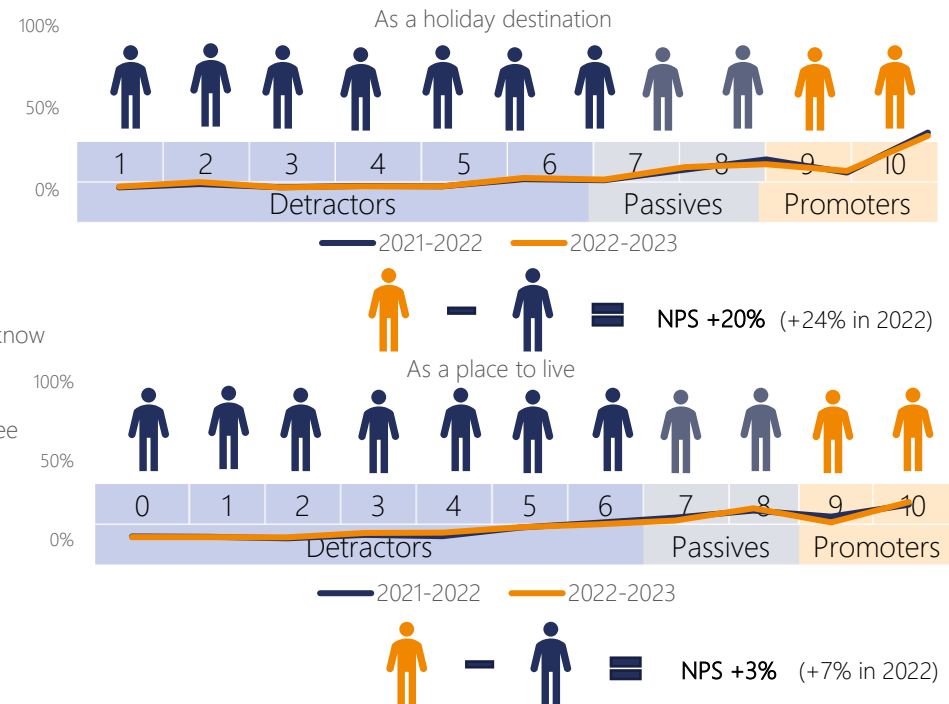 As a holiday destination
100%
50%
0%
1 2 3 4 5 6 7 8 9 10
Detractors Passives Promoters
2021-2022 2022-2023
NPS +20% (+24% in 2022)
know
As a place to live
100%
ee
50%
0%
0 1 2 3 4 5 6 7 8 9 10
Detractors Passives Promoters
2021-2022 2022-2023
NPS +3% (+7% in 2022)